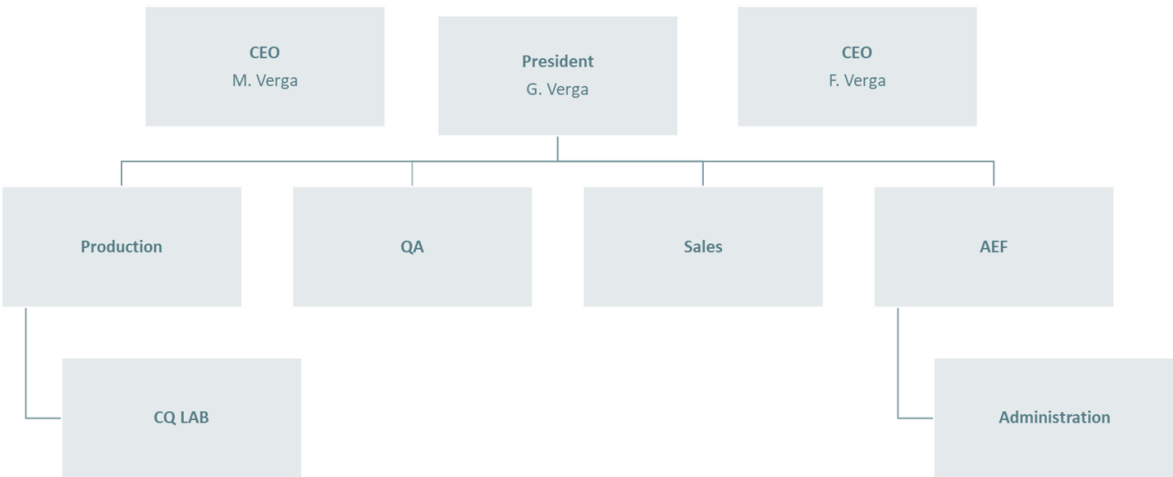 CEO
M. Verga
President
G. Verga
CEO
F. Verga
Production
QA
Sales
AEF
CQ LAB
Administration